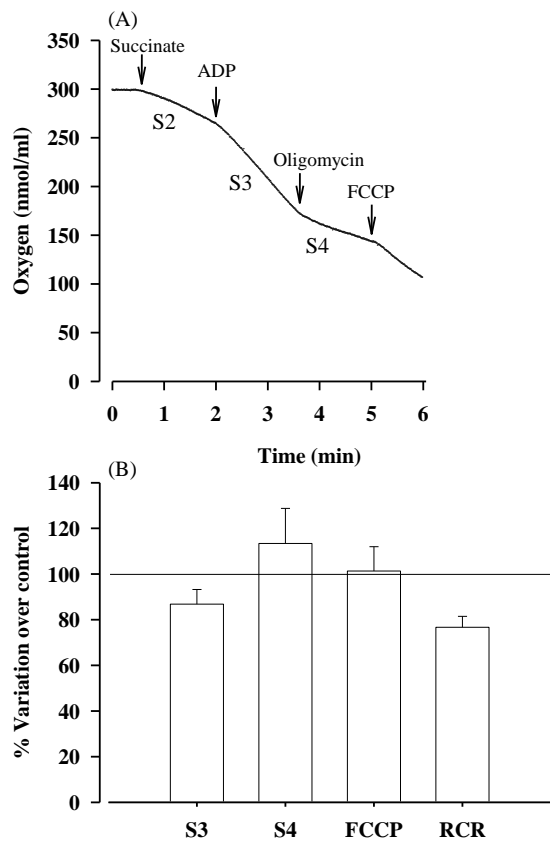 (A)
350
Succinate
300
ADP
S2
250
S3
Oligomycin
200
FCCP
S4
150
100
50
0
Oxygen (nmol/ml)
0 1 2 3 4 5 6
Time (min)
(B)
140
120
100
80
60
40
20
0
% Variation over control
S3 S4 FCCP RCR